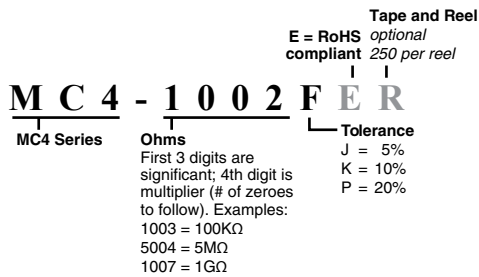 Tape and Reel
E = RoHS optional
compliant 250 per reel
MC4-1002FER
MC4 Series
Ohms
First 3 digits are
significant; 4th digit is
multiplier (# of zeroes
to follow). Examples:
1003 = 100KΩ
5004 = 5MΩ
1007 = 1GΩ
Tolerance
J = 5%
K = 10%
P = 20%